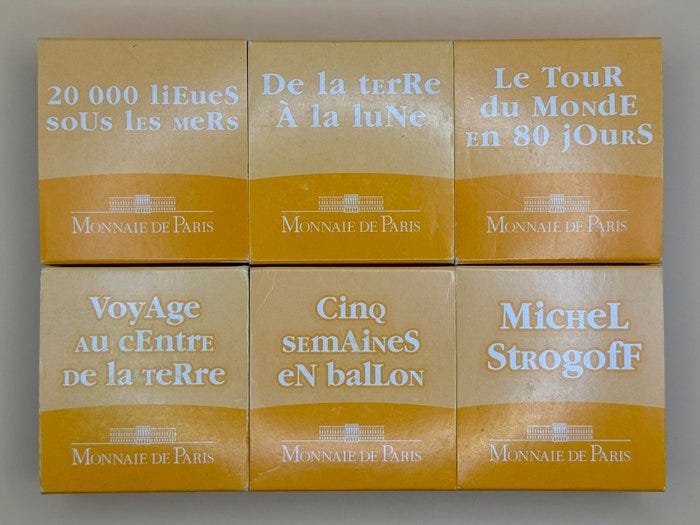 20 000 liEueS
soUs lEs MeRs
MONNAIE DE PARIS
De la tERRe
À la luNe
MONNAIE DE PARIS
Le TouR
du MoNdE
EN 80 jOurS
MONNAIE DE PARIS
VoyAge
AU cEntRE
De la TeRre
MONNAIE DE PARIS
CinQ
sEmAiNeS
eN balLoN
MONNAIE DE PARIS
MicHeL
StRogofF
MONNAIE DE PARIS